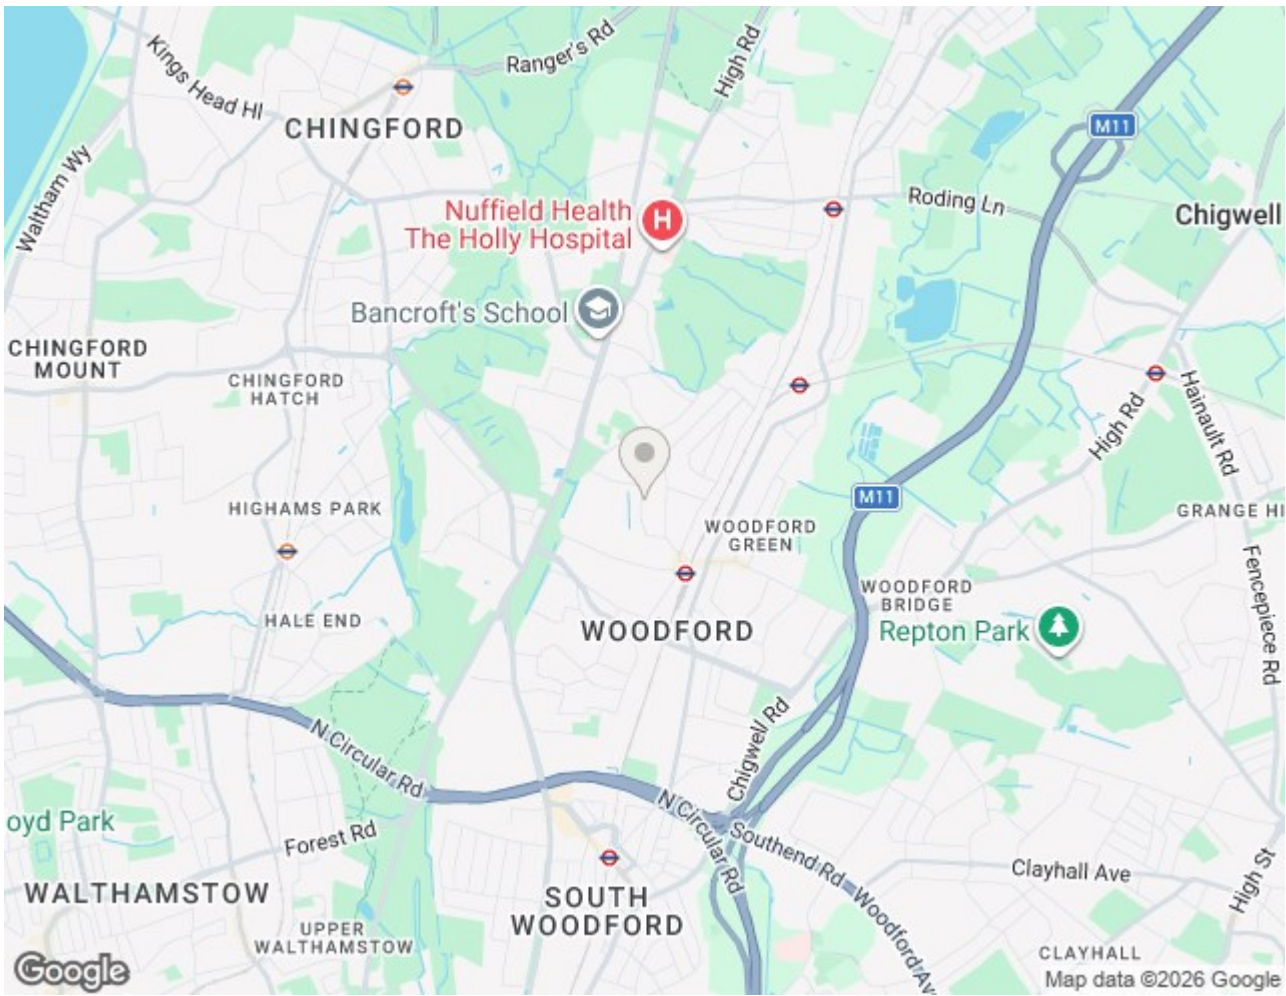 Kings Head Hl
Ranger's Rd
High Rd
CHINGFORD
M11
Waltham Wy
Nuffield Health
The Holly Hospital
H
Roding Ln
Chigwell
Bancroft's School
CHINGFORD
MOUNT
CHINGFORD
HATCH
High Rd
Hainault Rd
HIGHAMS PARK
M11
WOODFORD
GREEN
GRANGE HI
HALE END
WOODFORD
BRIDGE
WOODFORD
Repton Park
Fencepiece Rd
N Circular Rd
Chigwell Rd
oyd Park
Forest Rd
N Circular Rd
Southend Rd
Woodford Av
Clayhall Ave
High St
WALTHAMSTOW
SOUTH
WOODFORD
UPPER
WALTHAMSTOW
CLAYHALL
Google
Map data ©2026 Google